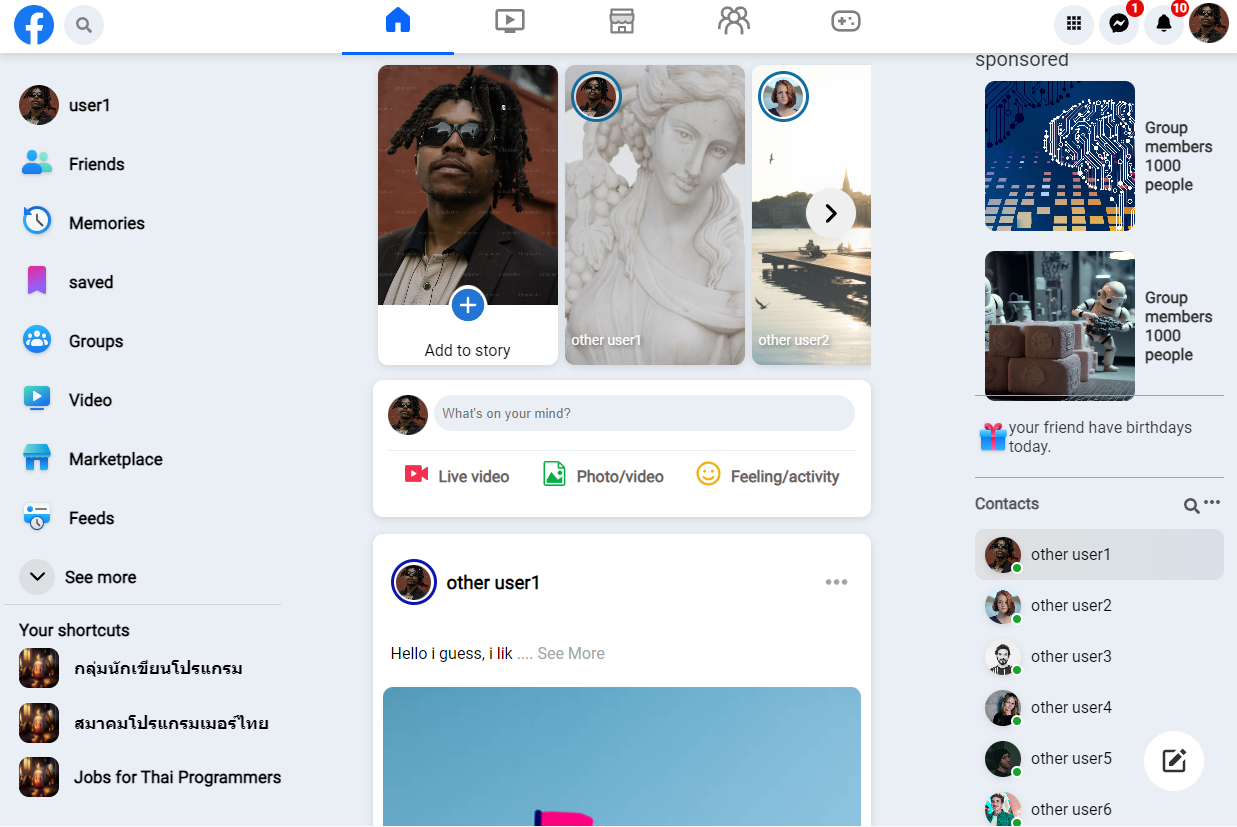 1
10
user1
Friends
Memories
saved
Groups
Video
Marketplace
Feeds
See more
Your shortcuts
กลุ่มนักเขียนโปรแกรม
สมาคมโปรแกรมเมอร์ไทย
Jobs for Thai Programmers
Add to story
other user1
other user2
What's on your mind?
Live video
Photo/video
Feeling/activity
other user1
Hello i guess, i lik .... See More
sponsored
Group
members
1000
people
Group
members
1000
people
your friend have birthdays
today.
Contacts
other user1
other user2
other user3
other user4
other user5
other user6